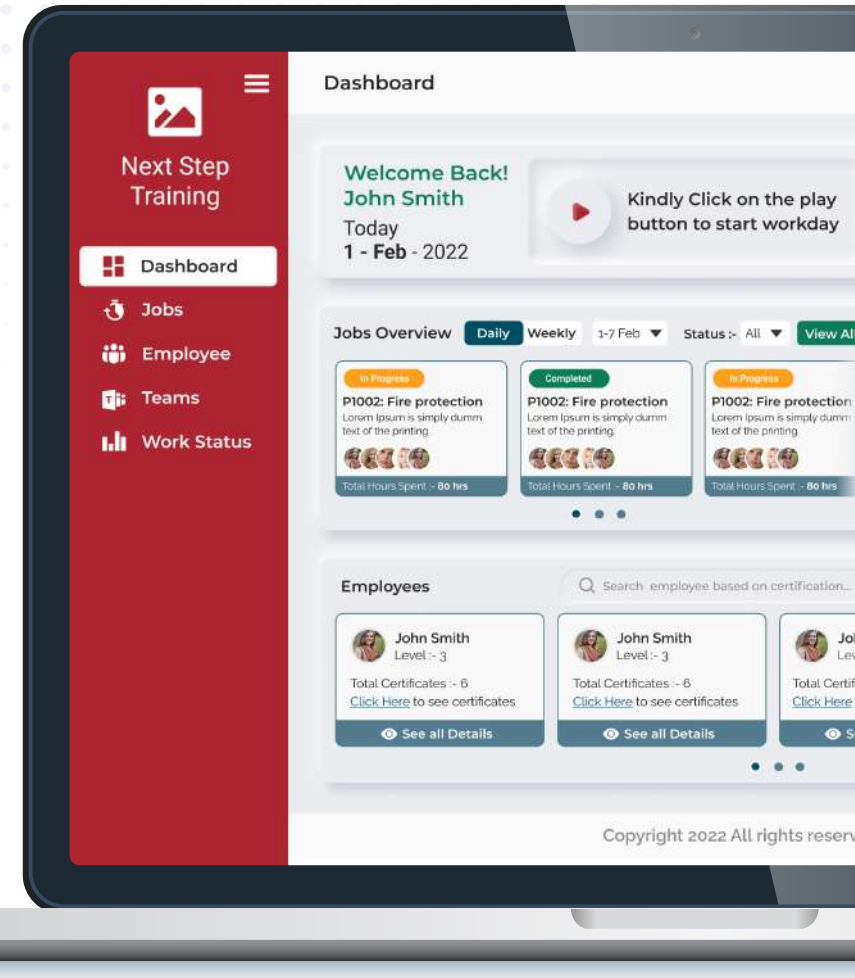 Dashboard
Next Step
Training
Dashboard
Jobs
Employee
Teams
Work Status
Welcome Back!
John Smith
Today
1 - Feb - 2022
Kindly Click on the play
button to start workday
Jobs Overview Daily Weekly 1-7 Feb Status :- All View All
In Progress
P1002: Fire protection
Lorem Ipsum is simply dumm
text of the printing.
Total Hours Spent :- 80 hrs
Completed
P1002: Fire protection
Lorem Ipsum is simply dumm
text of the printing.
Total Hours Spent :- 80 hrs
In Progress
P1002: Fire protection
Lorem Ipsum is simply dumm
text of the printing.
Total Hours Spent :- 80 hrs
Employees
Search employee based on certification...
John Smith
Level :- 3
Total Certificates :- 6
Click Here to see certificates
See all Details
John Smith
Level :- 3
Total Certificates :- 6
Click Here to see certificates
See all Details
Total
Click Here
Copyright 2022 All rights